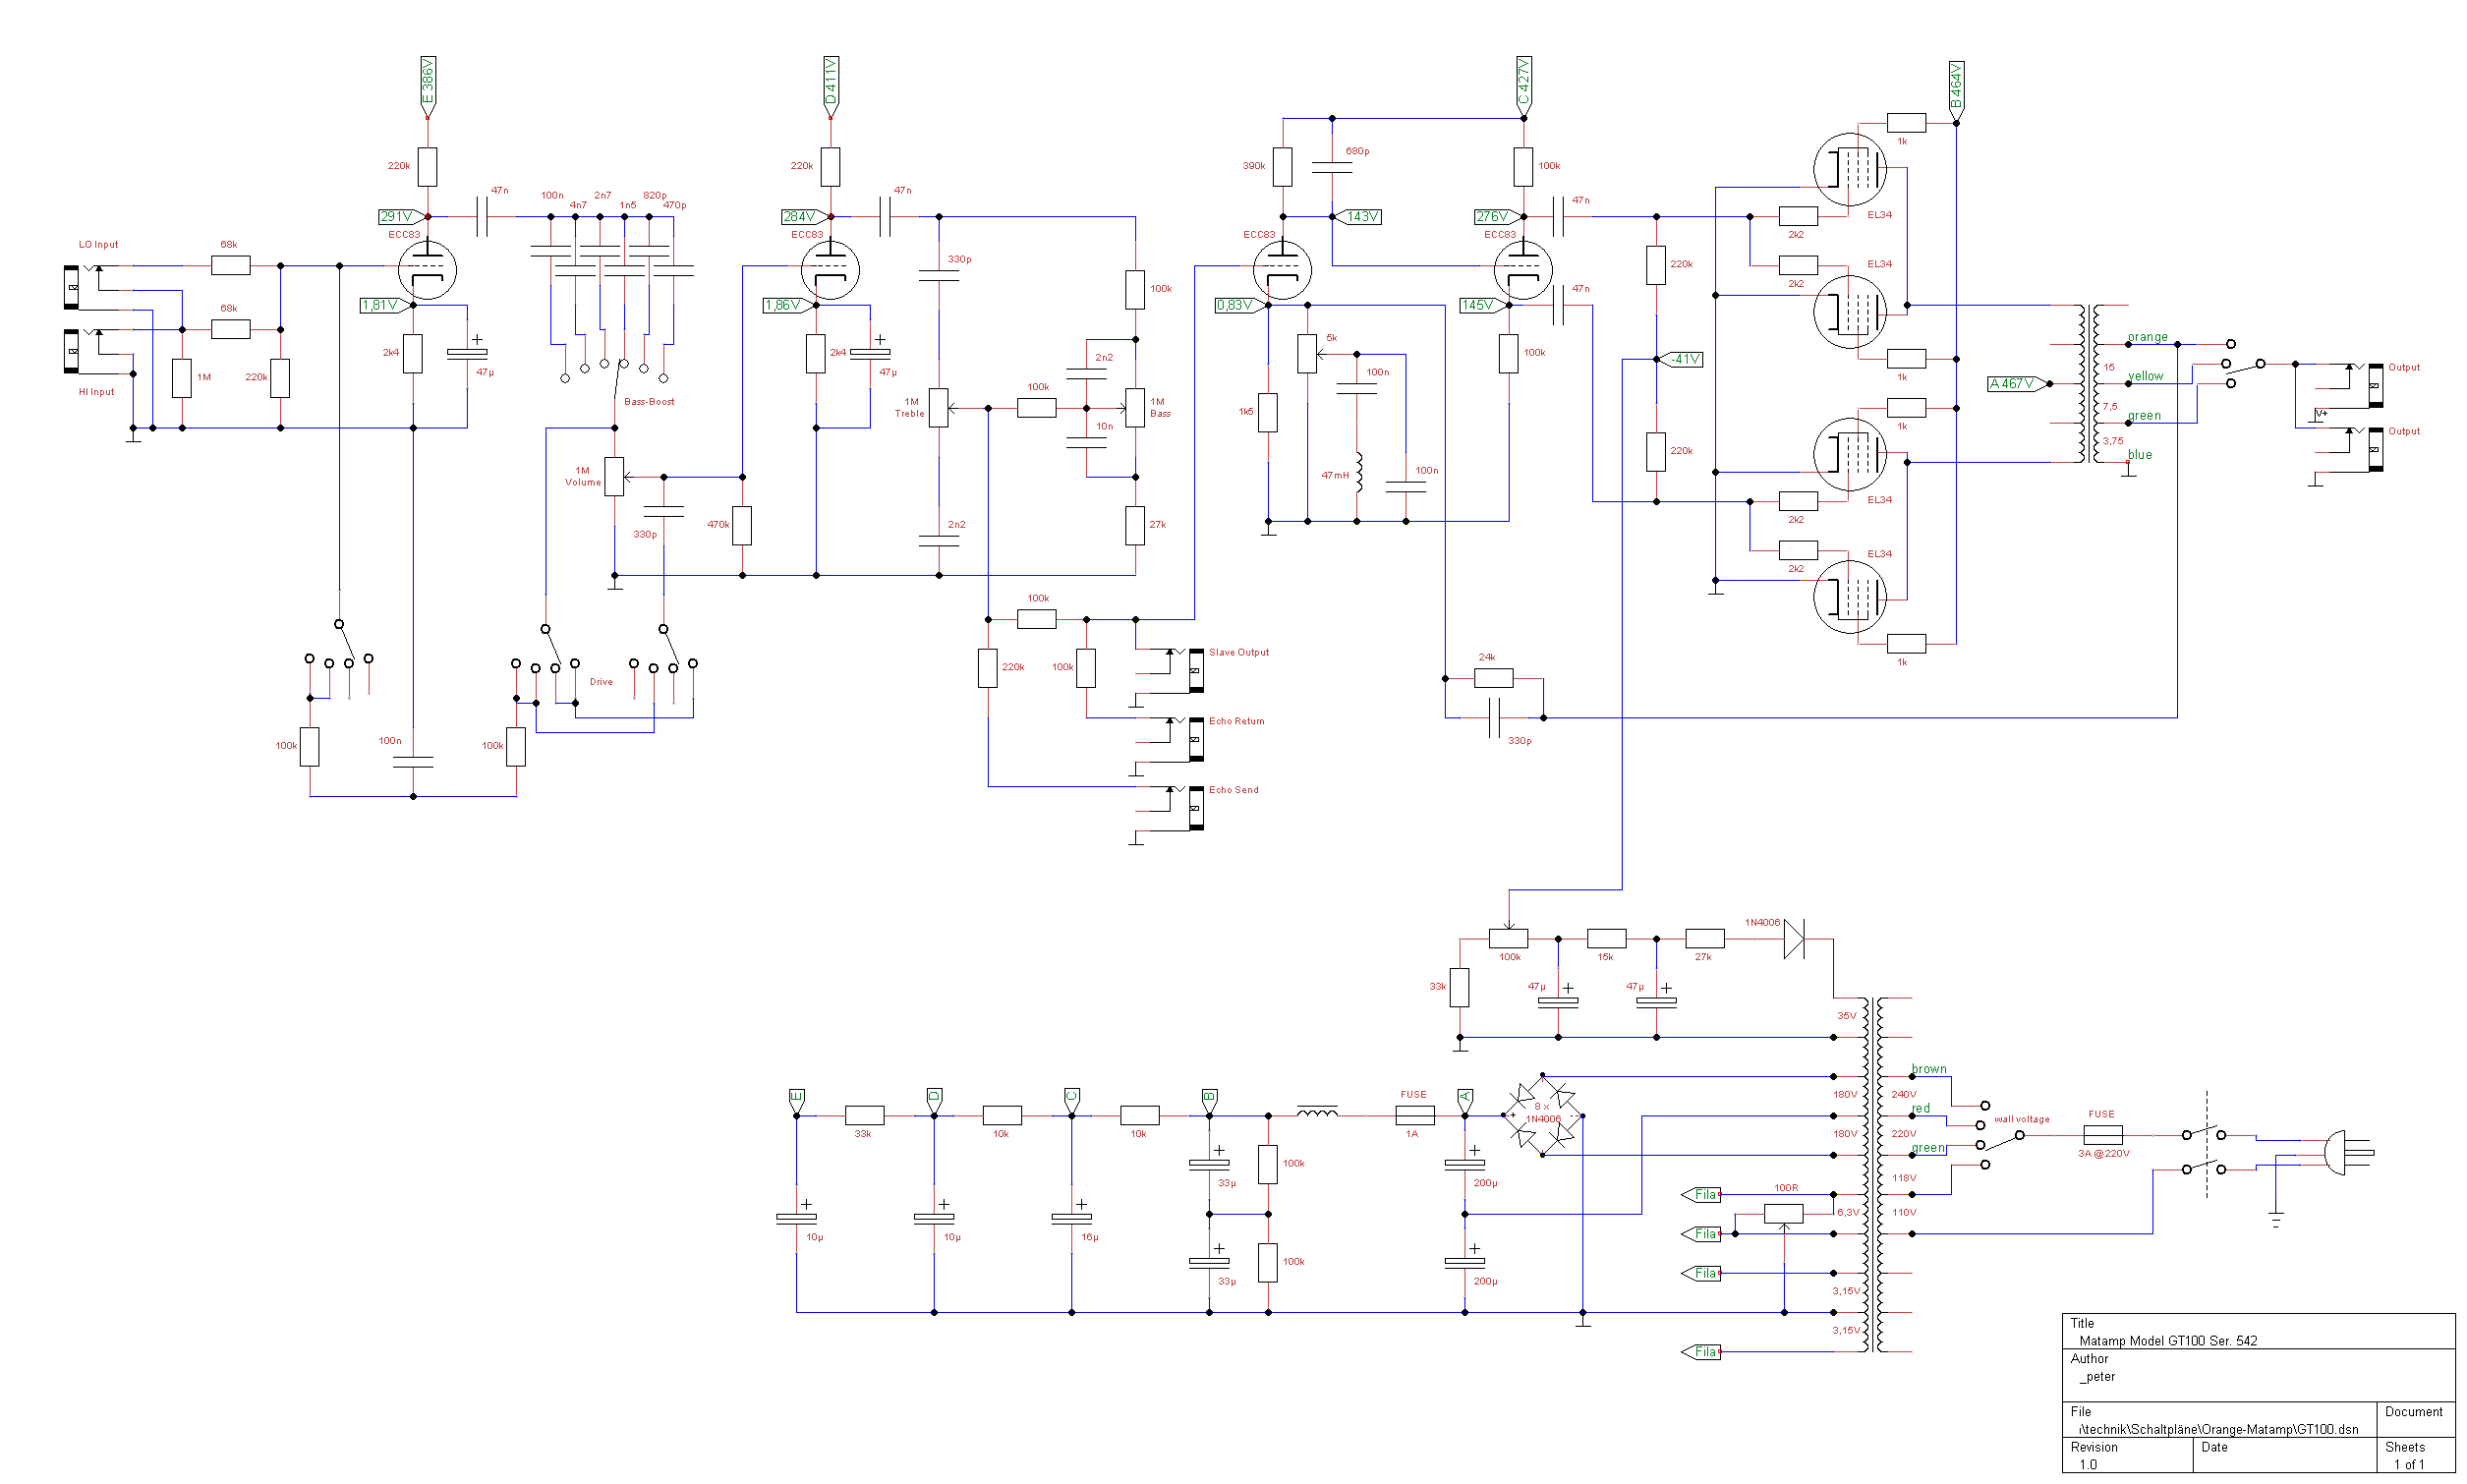 E 386V
D 411V
C 427V
B 464V
220k
220k
390k
680p
100k
1k
47n
100n
4n7
2n7
1n5
820p
470p
47n
47n
EL34
2k2
291V
284V
143V
276V
ECC83
ECC83
ECC83
ECC83
LO Input
68k
68k
HI Input
1M
220k
1,81V
2k4
47µ
Bass-Boost
1,86V
2k4
47µ
330p
100k
2n2
100k
1M
Treble
1M
Bass
10n
0,83V
5k
100n
1k5
47mH
100n
145V
47n
100k
220k
-41V
220k
2k2
EL34
1k
1k
EL34
2k2
EL34
2k2
1k
A 467V
orange
15
yellow
7,5
green
3,75
blue
Output
V+
Output
1M
Volume
330p
470k
2n2
27k
100k
220k
100k
Slave Output
Echo Return
Echo Send
24k
330p
Drive
100k
100n
100k
1N4006
100k
15k
27k
33k
47µ
47µ
35V
E
D
C
B
A
FUSE
1A
33k
10k
10k
8 x
1N4006
180V
180V
100k
100k
33µ
33µ
200µ
200µ
10µ
10µ
16µ
Fila
Fila
Fila
Fila
100R
6,3V
3,15V
3,15V
brown
240V
red
220V
green
118V
110V
wall voltage
FUSE
3A @220V
Title
Matamp Model GT100 Ser. 542
Author
_peter
File
i\technik\Schaltpläne\Orange-Matamp\GT100.dsn
Document
Revision
1.0
Date
Sheets
1 of 1